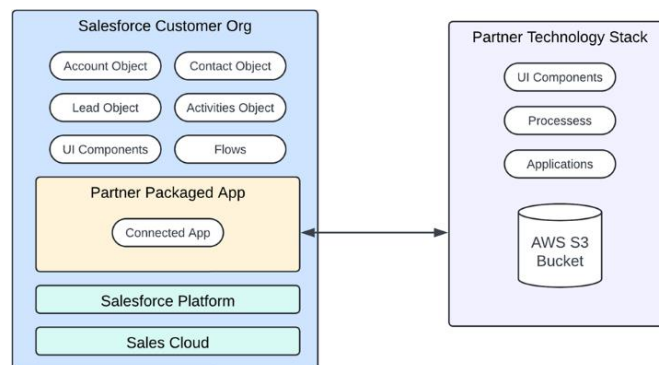 Salesforce Customer Org
Account Object
Contact Object
Lead Object
Activities Object
UI Components
Flows
Partner Packaged App
Connected App
Salesforce Platform
Sales Cloud
Partner Technology Stack
UI Components
Processess
Applications
AWS S3
Bucket